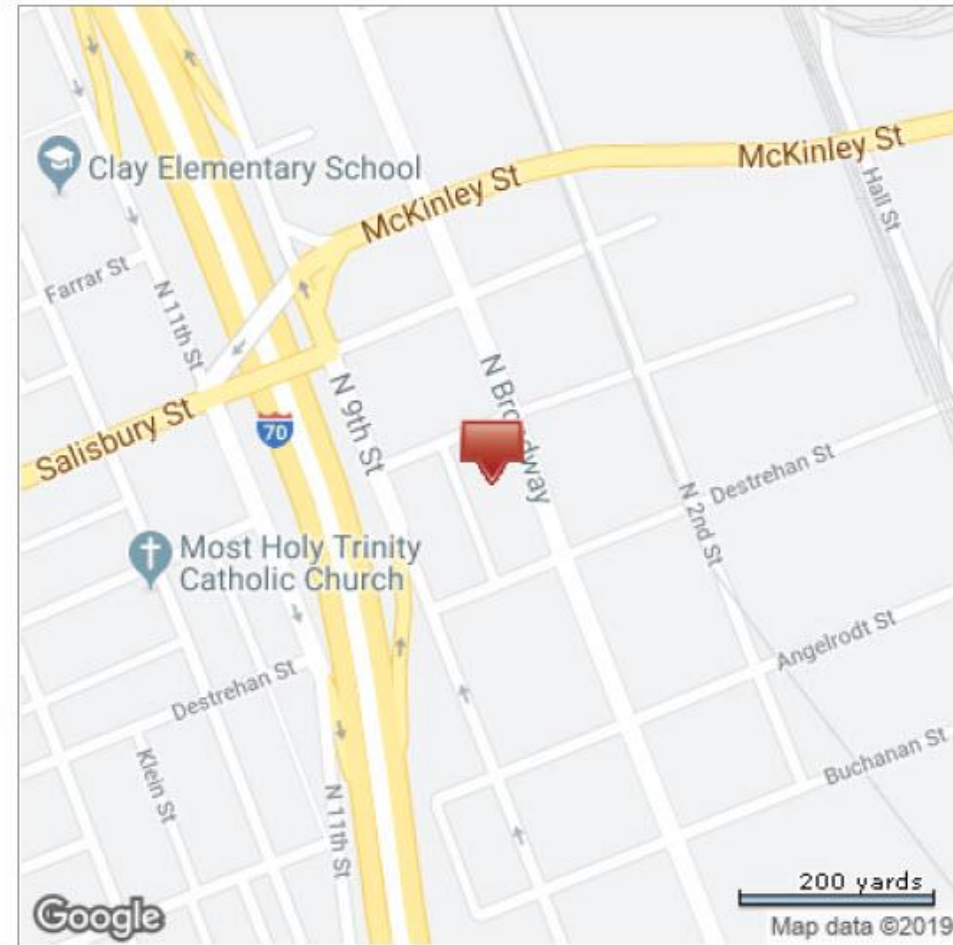 McKinley St
Clay Elementary School
McKinley St
Hall St
Farrar St
N 11th St
N 9th St
N Br dway
Salisbury St
70
Destrehan St
N 2nd St
Most Holy Trinity
Catholic Church
Angelrodt St
Destrehan St
Buchanan St
Klein St
N 11th St
200 yards
Google
Map data ©2019